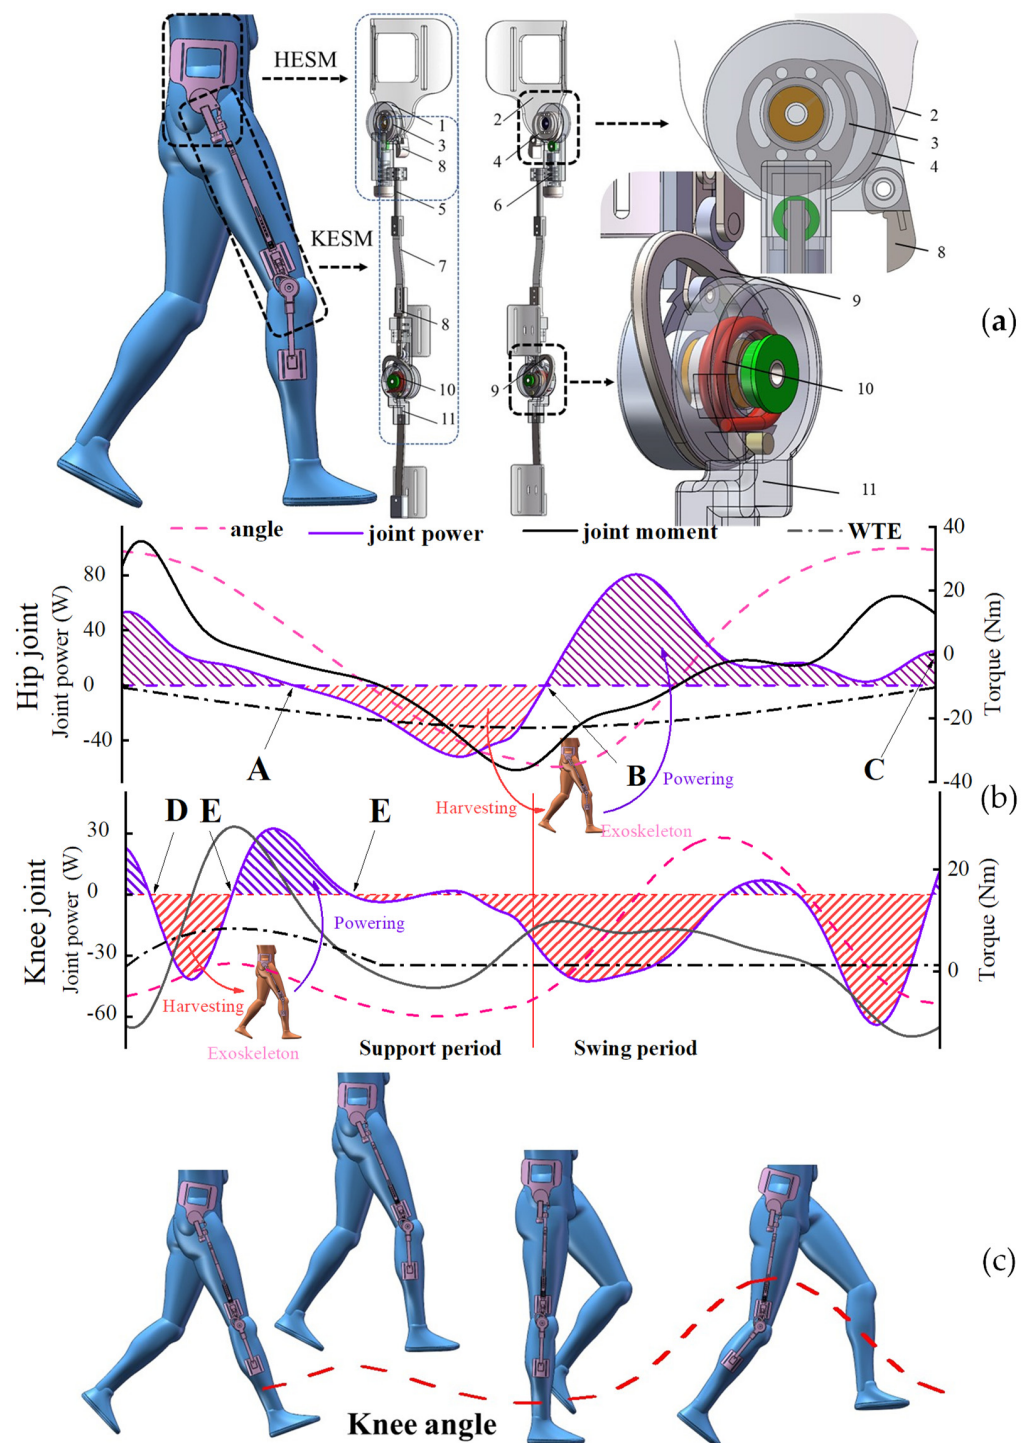 HESM
KESM
1
3
8
5
7
8
10
11
2
4
6
9
2
3
4
8
9
10
11
(a)
angle
joint power
joint moment
WTE
Hip joint
Joint power (W)
80
40
0
-40
40
20
0
-20
-40
Torque (Nm)
A
B
C
Harvesting
Powering
Exoskeleton
(b)
Knee joint
Joint power (W)
30
0
-30
-60
20
0
Torque (Nm)
D
E
E
Powering
Harvesting
Exoskeleton
Support period
Swing period
(c)
Knee angle